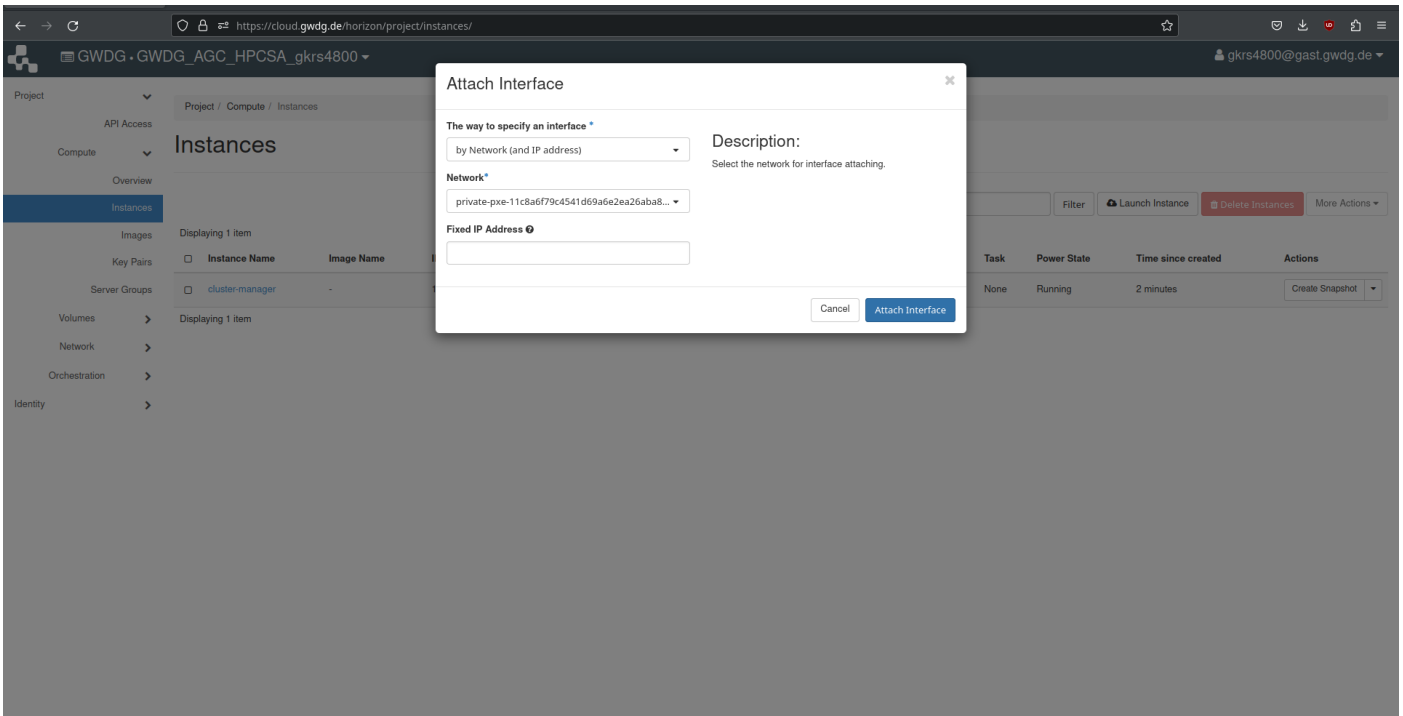 https://cloud.gwdg.de/horizon/project/instances/
GWDG • GWDG_AGC_HPCSA_gkrs4800
gkrs4800@gast.gwdg.de
Project
API Access
Compute
Overview
Instances
Images
Key Pairs
Server Groups
Volumes
Network
Orchestration
Identity
Project / Compute / Instances
Instances
Filter
Launch Instance
Delete Instances
More Actions
Displaying 1 item
Instance Name Image Name Task Power State Time since created Actions
cluster-manager - None Running 2 minutes Create Snapshot
Displaying 1 item
Attach Interface
The way to specify an interface *
by Network (and IP address)
Network*
private-pxe-11c8a6f79c4541d69a6e2ea26aba8...
Fixed IP Address
Description:
Select the network for interface attaching.
Cancel
Attach Interface